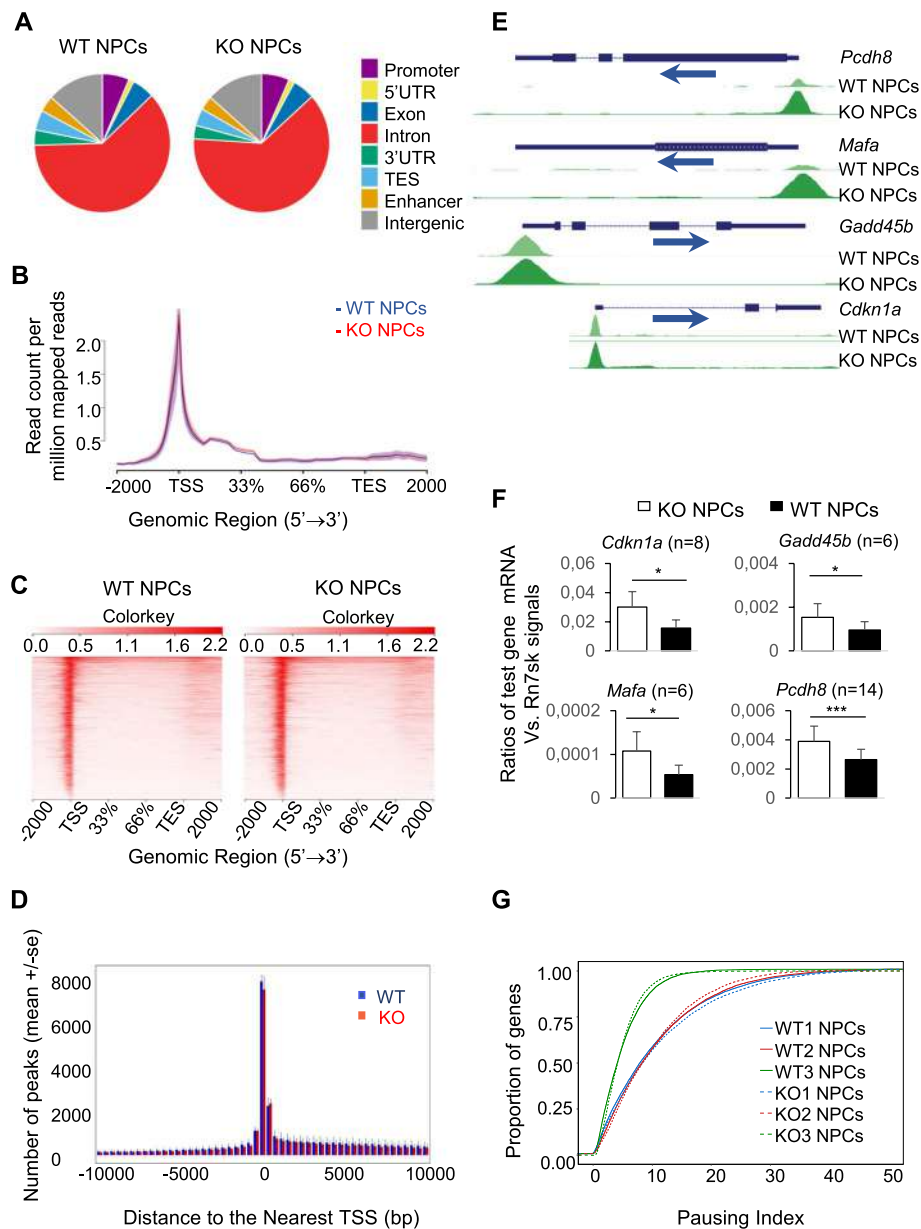 A
WT NPCs
KO NPCs
Promoter
5'UTR
Exon
Intron
3'UTR
TES
Enhancer
Intergenic
B
Read count per
million mapped reads
- WT NPCs
- KO NPCs
2.0
1.5
1.0
0.5
-2000 TSS 33% 66% TES 2000
Genomic Region (5'→3')
C
WT NPCs
KO NPCs
Colorkey
Colorkey
0.0 0.5 1.1 1.6 2.2
0.0 0.5 1.1 1.6 2.2
-2000 TSS 33% 66% TES 2000
-2000 TSS 33% 66% TES 2000
Genomic Region (5'→3')
D
Number of peaks (mean +/-se)
8000
6000
4000
2000
0
WT
KO
-10000 -5000 0 5000 10000
Distance to the Nearest TSS (bp)
E
Pcdh8
WT NPCs
KO NPCs
Mafa
WT NPCs
KO NPCs
Gadd45b
WT NPCs
KO NPCs
Cdkn1a
WT NPCs
KO NPCs
F
KO NPCs WT NPCs
Ratios of test gene mRNA
Vs. Rn7sk signals
Cdkn1a (n=8)
0,06
0,04
0,02
0
*
Gadd45b (n=6)
0,004
0,002
0
*
Mafa (n=6)
0,0002
0,0001
0
*
Pcdh8 (n=14)
0,006
0,004
0,002
0
***
G
Proportion of genes
1.00
0.75
0.50
0.25
0.00
WT1 NPCs
WT2 NPCs
WT3 NPCs
KO1 NPCs
KO2 NPCs
KO3 NPCs
0 10 20 30 40 50
Pausing Index